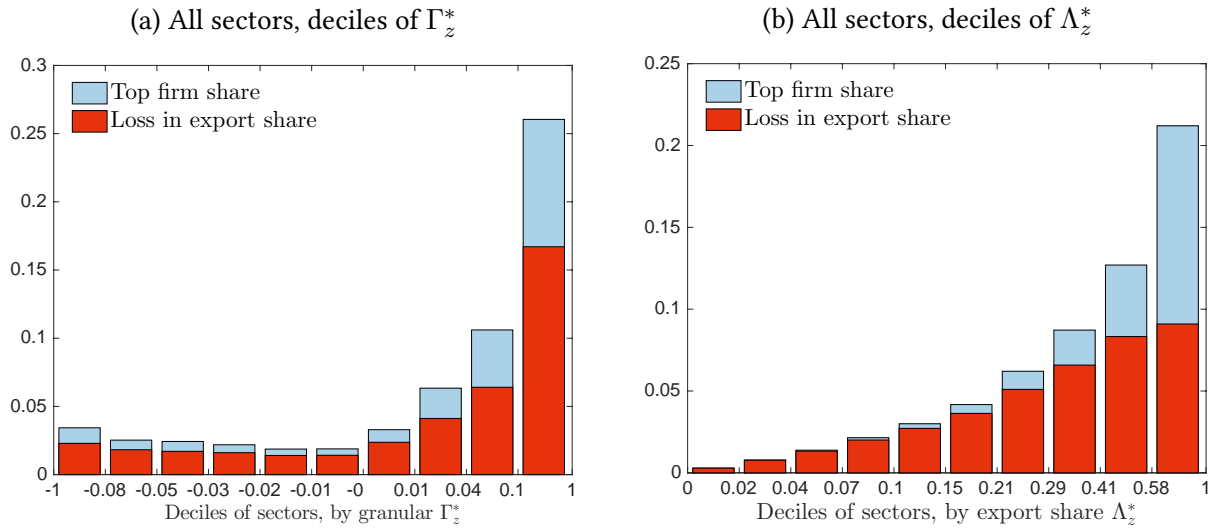 (a) All sectors, deciles of Γ*z
0.3
0.25
0.2
0.15
0.1
0.05
0
Top firm share
Loss in export share
-1 -0.08 -0.05 -0.03 -0.02 -0.01 -0 0.01 0.04 0.1 1
Deciles of sectors, by granular Γ*z
(b) All sectors, deciles of Λ*z
0.25
0.2
0.15
0.1
0.05
0
Top firm share
Loss in export share
0 0.02 0.04 0.07 0.1 0.15 0.21 0.29 0.41 0.58 1
Deciles of sectors, by export share Λ*z